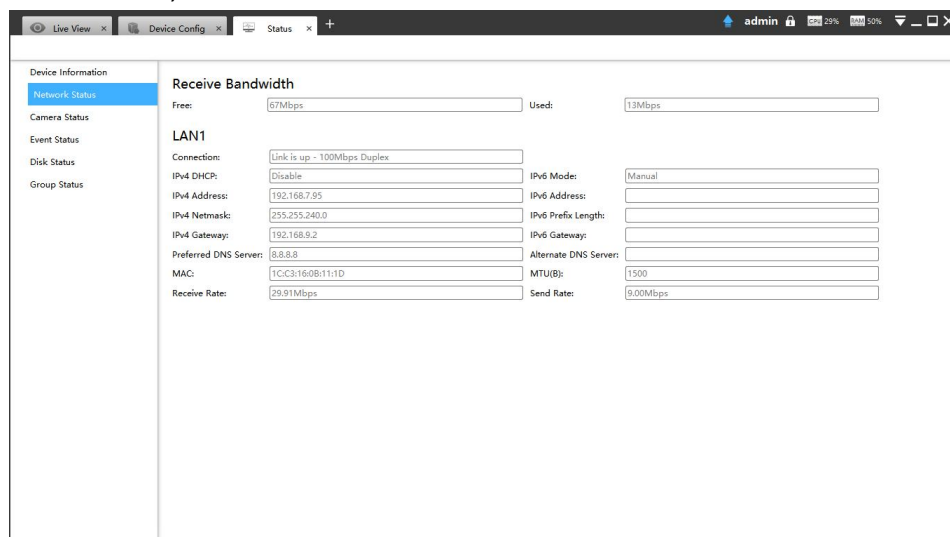 Live View × Device Config × Status × + admin CPU 29% RAM 50%
Device Information
Network Status
Camera Status
Event Status
Disk Status
Group Status
Receive Bandwidth
Free: 67Mbps Used: 13Mbps
LAN1
Connection: Link is up - 100Mbps Duplex
IPv4 DHCP: Disable IPv6 Mode: Manual
IPv4 Address: 192.168.7.95 IPv6 Address:
IPv4 Netmask: 255.255.240.0 IPv6 Prefix Length:
IPv4 Gateway: 192.168.9.2 IPv6 Gateway:
Preferred DNS Server: 8.8.8.8 Alternate DNS Server:
MAC: 1C:C3:16:0B:11:1D MTU(B): 1500
Receive Rate: 29.91Mbps Send Rate: 9.00Mbps